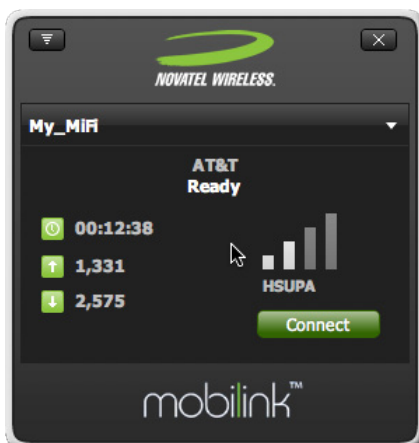 NOVATEL WIRELESS.
My_MiFi
AT&T
Ready
00:12:38
1,331
2,575
HSUPA
Connect
mobilink™